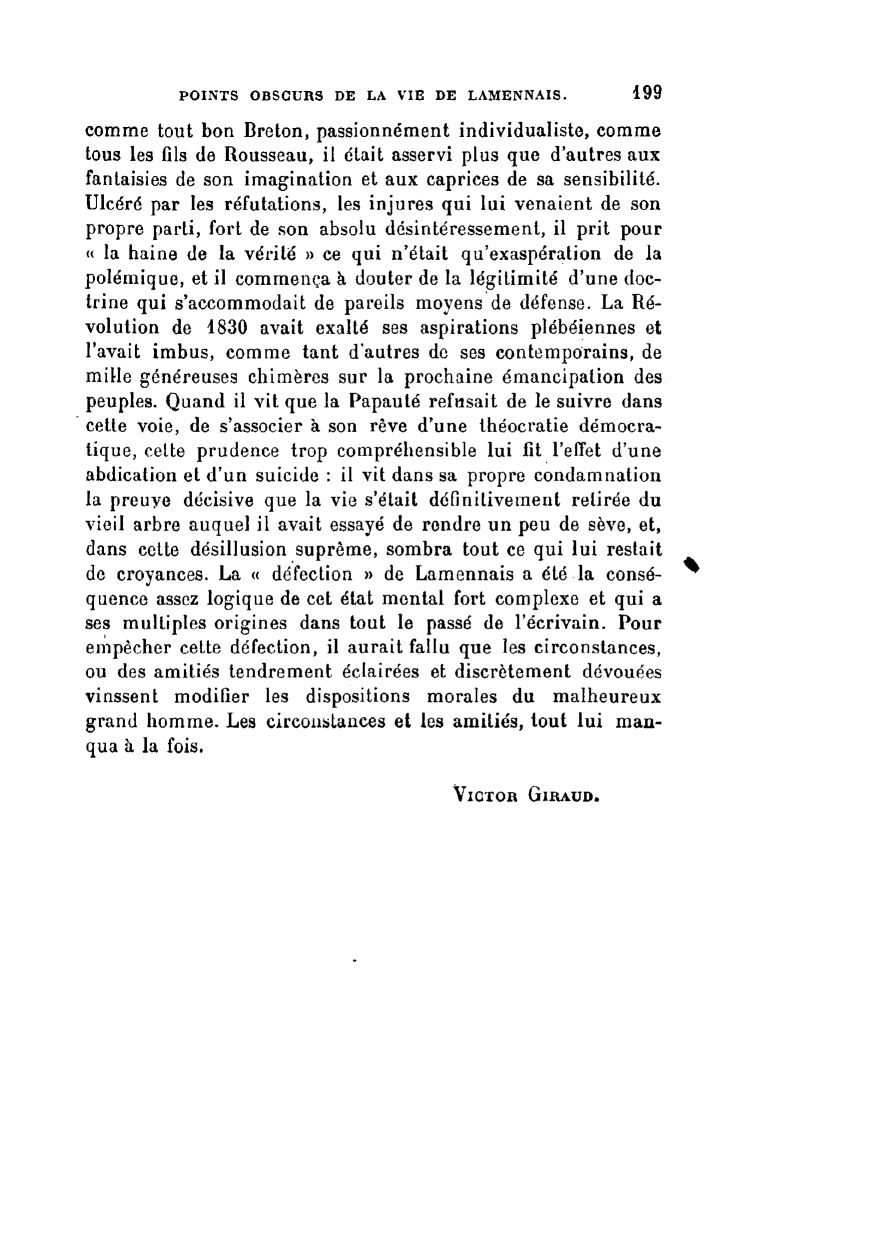 POINTS OBSCURS DE LA VIE DE LAMENNAIS. 199
comme tout bon Breton, passionnément individualiste, comme
tous les fils de Rousseau, il était asservi plus que d'autres aux
fantaisies de son imagination et aux caprices de sa sensibilité.
Ulcéré par les réfutations, les injures qui lui venaient de son
propre parti, fort de son absolu désintéressement, il prit pour
« la haine de la vérité » ce qui n'était qu'exaspération de la
polémique, et il commença à douter de la légitimité d'une doc-
trine qui s'accommodait de pareils moyens de défense. La Ré-
volution de 1830 avait exalté ses aspirations plébéiennes et
l'avait imbus, comme tant d'autres de ses contemporains, de
mille généreuses chimères sur la prochaine émancipation des
peuples. Quand il vit que la Papauté refusait de le suivre dans
cette voie, de s'associer à son rêve d'une théocratie démocra-
tique, cette prudence trop compréhensible lui fit l'effet d'une
abdication et d'un suicide : il vit dans sa propre condamnation
la preuve décisive que la vie s'était définitivement retirée du
vieil arbre auquel il avait essayé de rendre un peu de sève, et,
dans cette désillusion suprême, sombra tout ce qui lui restait
de croyances. La « défection » de Lamennais a été la consé-
quence assez logique de cet état mental fort complexe et qui a
ses multiples origines dans tout le passé de l'écrivain. Pour
empêcher cette défection, il aurait fallu que les circonstances,
ou des amitiés tendrement éclairées et discrètement dévouées
vinssent modifier les dispositions morales du malheureux
grand homme. Les circonstances et les amitiés, tout lui man-
qua à la fois.
VICTOR GIRAUD.